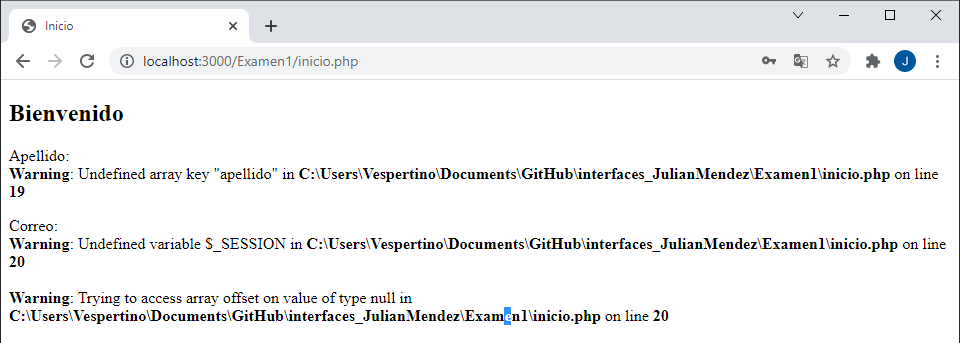 Inicio
localhost:3000/Examen1/inicio.php
J
Bienvenido
Apellido:
Warning: Undefined array key "apellido" in C:\Users\Vespertino\Documents\GitHub\interfaces_JulianMendez\Examen1\inicio.php on line
19
Correo:
Warning: Undefined variable $_SESSION in C:\Users\Vespertino\Documents\GitHub\interfaces_JulianMendez\Examen1\inicio.php on line
20
Warning: Trying to access array offset on value of type null in
C:\Users\Vespertino\Documents\GitHub\interfaces_JulianMendez\Examen1\inicio.php on line 20